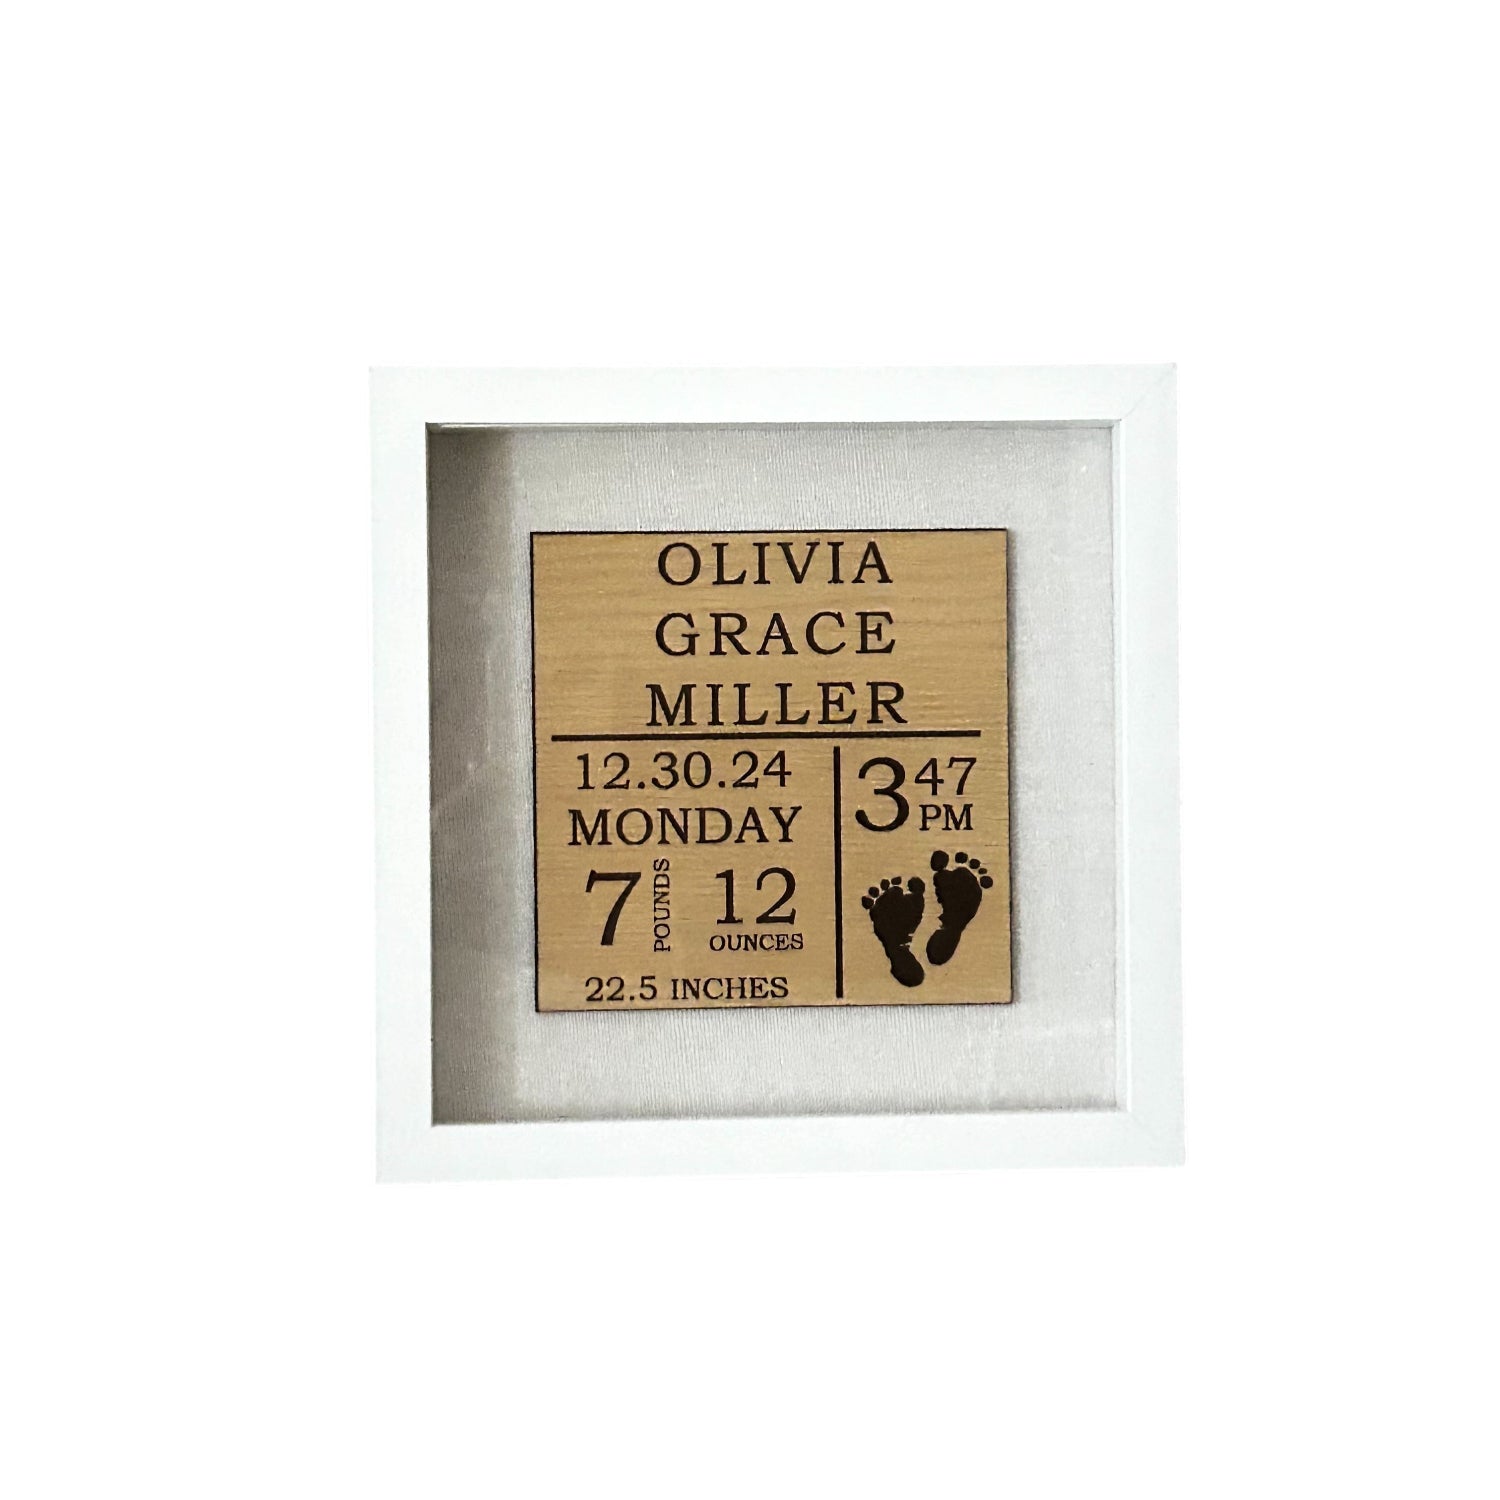 OLIVIA
GRACE
MILLER
12.30.24
MONDAY
7 POUNDS 12 OUNCES
22.5 INCHES
3 47 PM